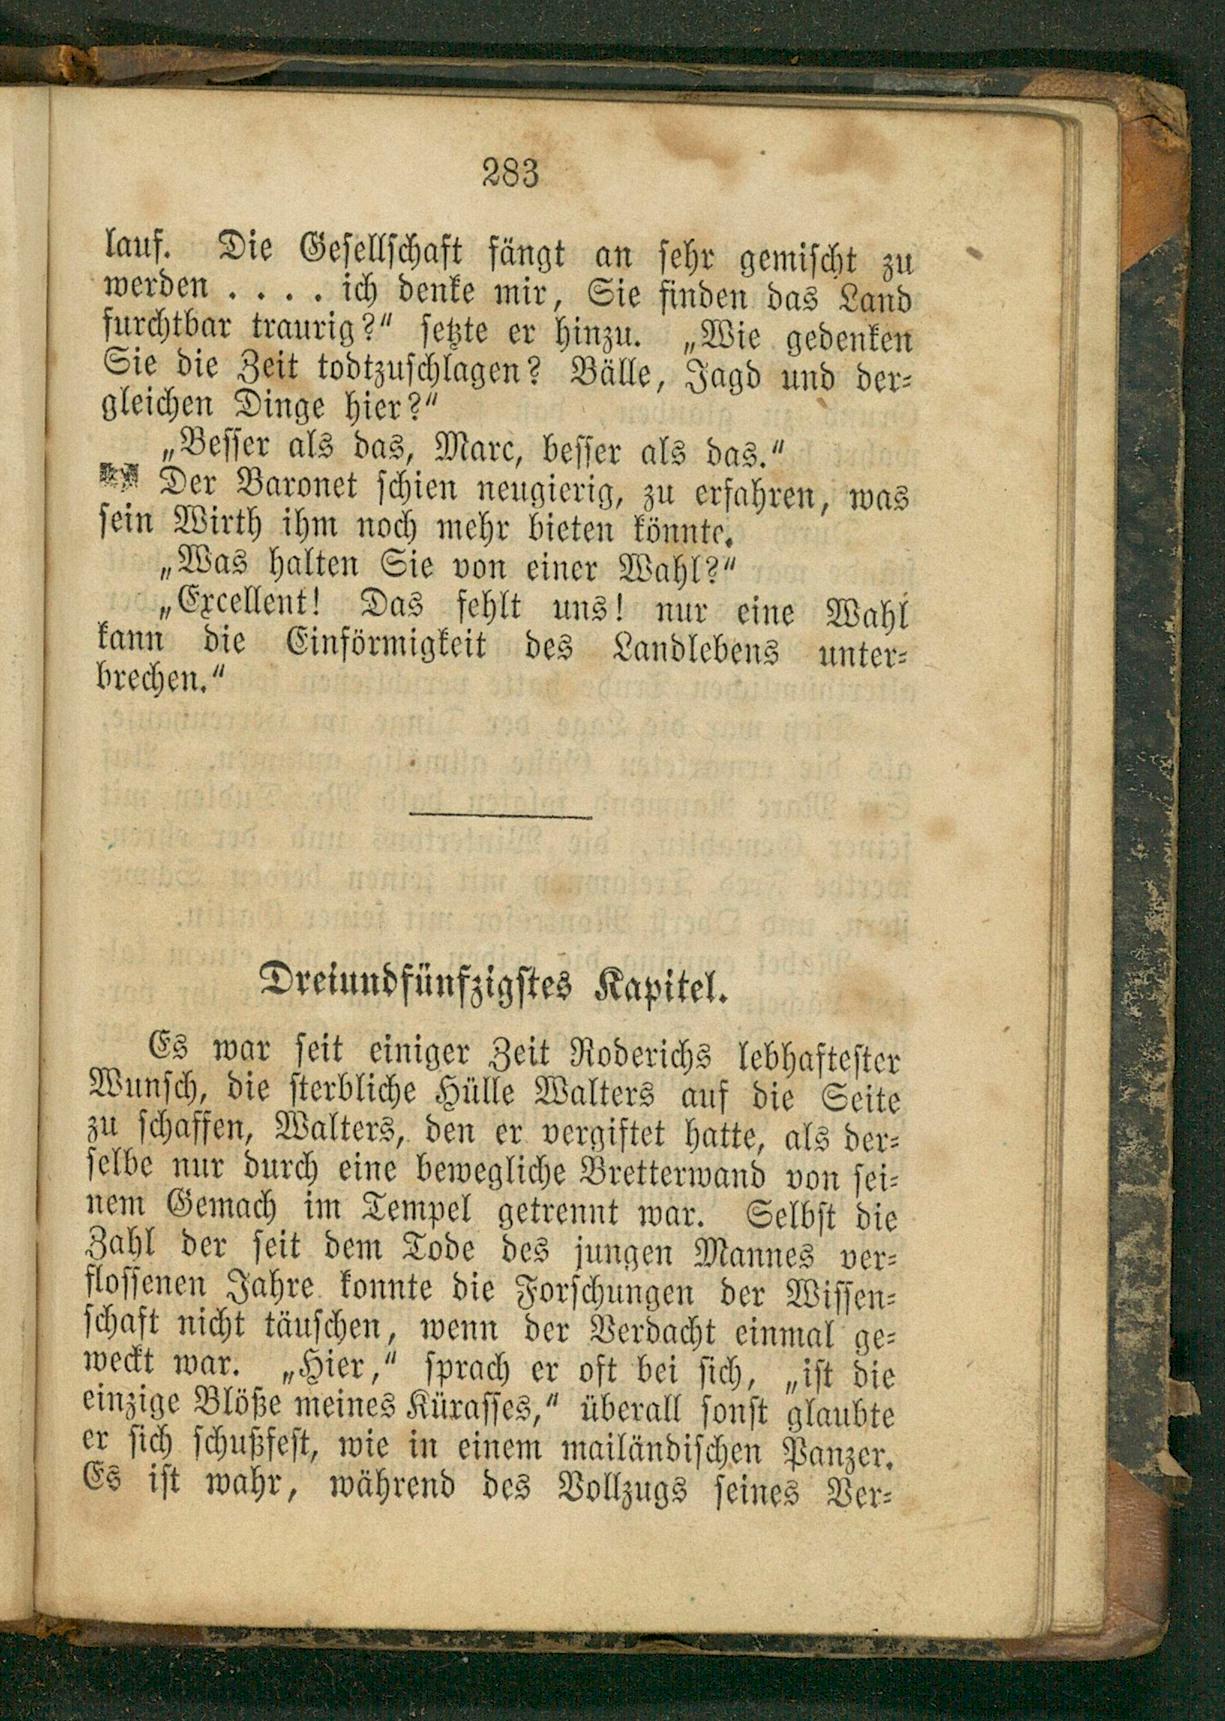 283
lauf. Die Gesellschaft fängt an sehr gemischt zu
werden . . . . ich denke mir, Sie finden das Land
furchtbar traurig?“ setzte er hinzu. „Wie gedenken
Sie die Zeit todtzuschlagen? Bälle, Jagd und der-
gleichen Dinge hier?“
„Besser als das, Marc, besser als das.“
Der Baronet schien neugierig, zu erfahren, was
sein Wirth ihm noch mehr bieten könnte.
„Was halten Sie von einer Wahl?“
„Excellent! Das fehlt uns! nur eine Wahl
kann die Einförmigkeit des Landlebens unter-
brechen.“
Dreiundfünfzigstes Kapitel.
Es war seit einiger Zeit Roderichs lebhaftester
Wunsch, die sterbliche Hülle Walters auf die Seite
zu schaffen, Walters, den er vergiftet hatte, als der-
selbe nur durch eine bewegliche Bretterwand von sei-
nem Gemach im Tempel getrennt war. Selbst die
Zahl der seit dem Tode des jungen Mannes ver-
flossenen Jahre konnte die Forschungen der Wissen-
schaft nicht täuschen, wenn der Verdacht einmal ge-
weckt war. „Hier,“ sprach er oft bei sich, „ist die
einzige Blöße meines Kürasses,“ überall sonst glaubte
er sich schußfest, wie in einem mailändischen Panzer.
Es ist wahr, während des Vollzugs seines Ver-